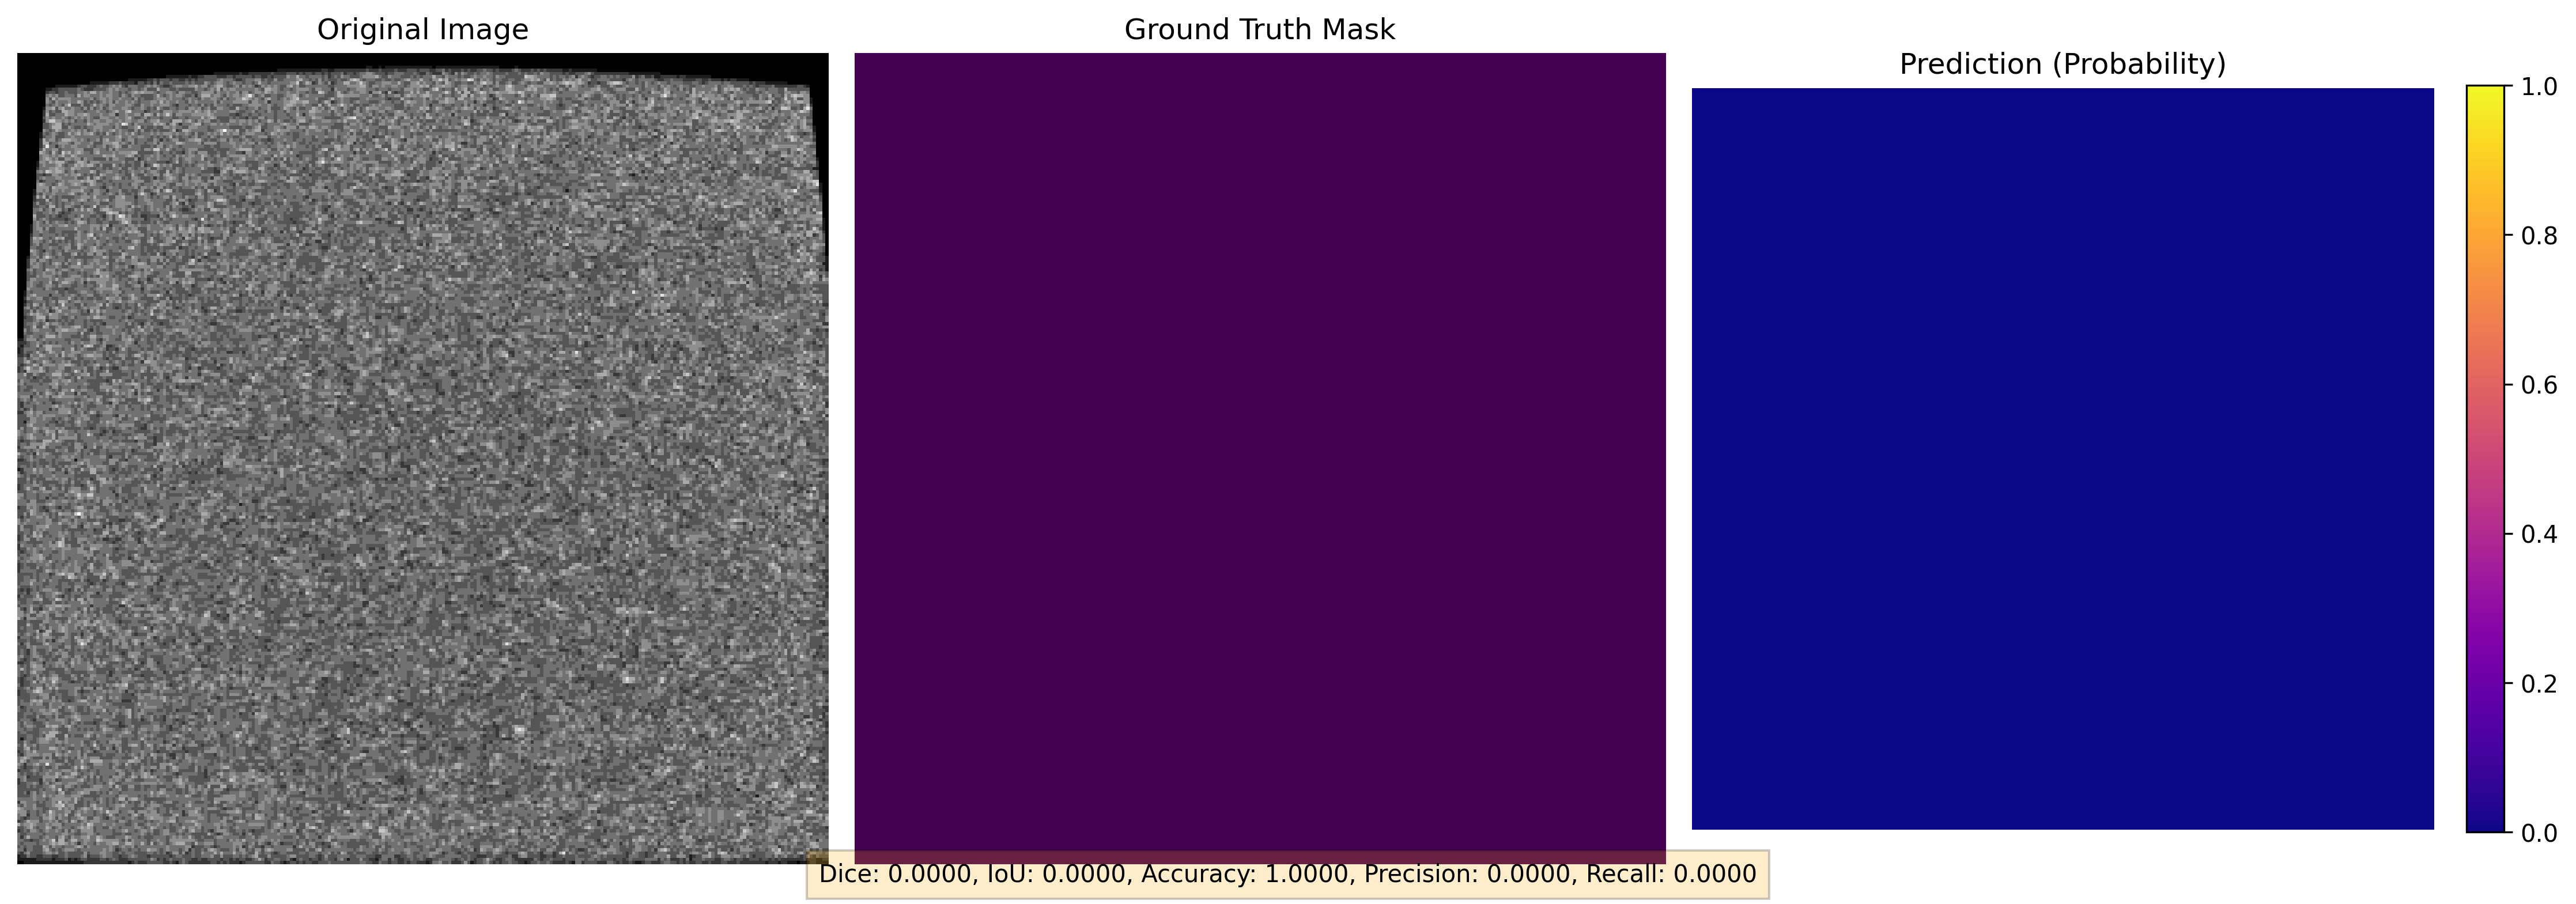 Original Image
Ground Truth Mask
Prediction (Probability)
1.0
0.8
0.6
0.4
0.2
0.0
Dice: 0.0000, IoU: 0.0000, Accuracy: 1.0000, Precision: 0.0000, Recall: 0.0000